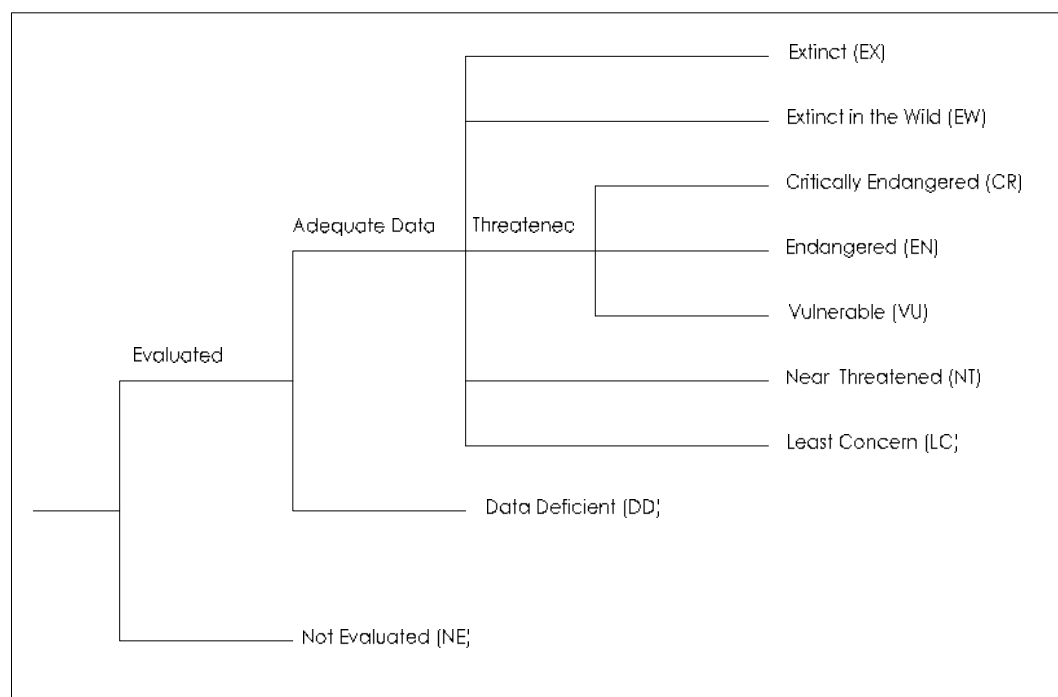 Extinct (EX)
Extinct in the Wild (EW)
Critically Endangered (CR)
Adequate Data
Threatened
Endangered (EN)
Vulnerable (VU)
Evaluated
Near Threatened (NT)
Least Concern (LC)
Data Deficient (DD)
Not Evaluated (NE)